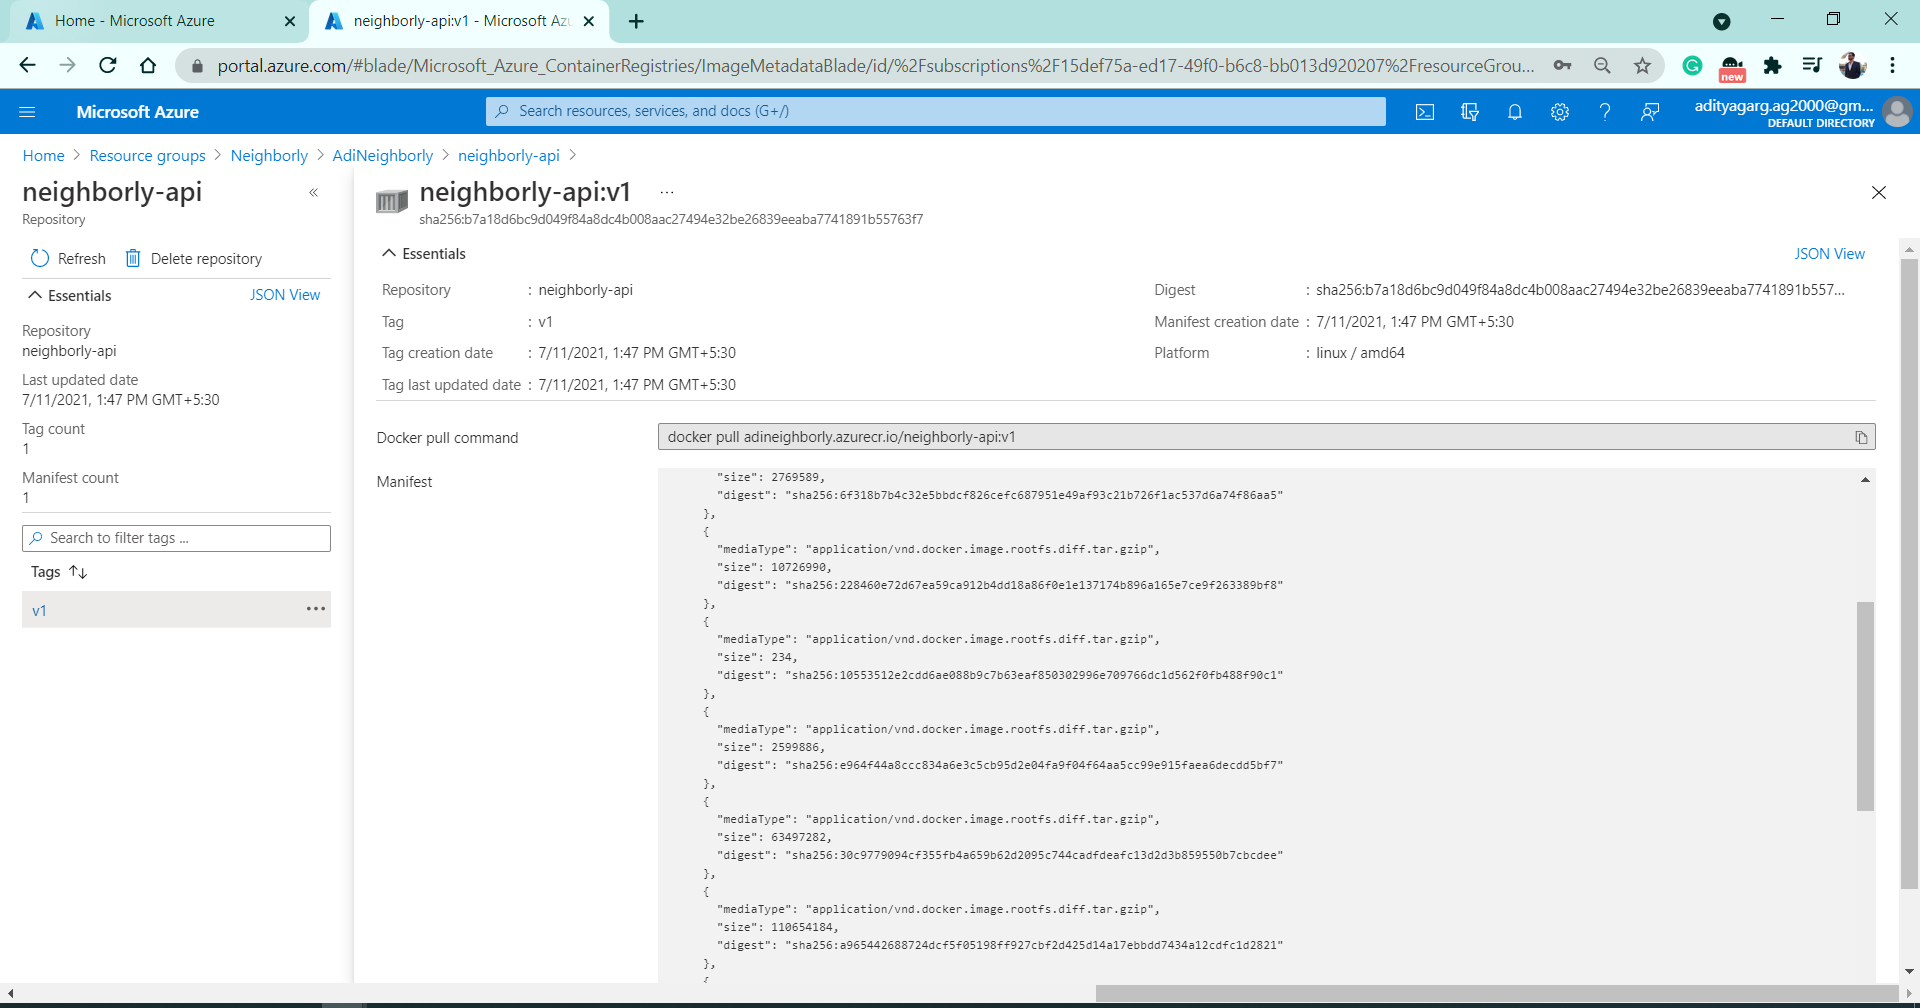 Home - Microsoft Azure
neighborly-api:v1 - Microsoft Azu
portal.azure.com/#blade/Microsoft_Azure_ContainerRegistries/ImageMetadataBlade/id/%2Fsubscriptions%2F15def75a-ed17-49f0-b6c8-bb013d920207%2FresourceGrou...
new
Microsoft Azure
Search resources, services, and docs (G+/)
adityagarg.ag2000@gm...
DEFAULT DIRECTORY
Home > Resource groups > Neighborly > AdiNeighborly > neighborly-api >
neighborly-api
Repository
Refresh Delete repository
Essentials JSON View
Repository
neighborly-api
Last updated date
7/11/2021, 1:47 PM GMT+5:30
Tag count
1
Manifest count
1
Search to filter tags ...
Tags
v1
neighborly-api:v1 ...
sha256:b7a18d6bc9d049f84a8dc4b008aac27494e32be26839eeaba7741891b55763f7
Essentials JSON View
Repository : neighborly-api
Tag : v1
Tag creation date : 7/11/2021, 1:47 PM GMT+5:30
Tag last updated date : 7/11/2021, 1:47 PM GMT+5:30
Digest : sha256:b7a18d6bc9d049f84a8dc4b008aac27494e32be26839eeaba7741891b557...
Manifest creation date : 7/11/2021, 1:47 PM GMT+5:30
Platform : linux / amd64
Docker pull command docker pull adineighborly.azurecr.io/neighborly-api:v1
Manifest
"size": 2769589,
"digest": "sha256:6f318b7b4c32e5bbdcf826cefc687951e49af93c21b726f1ac537d6a74f86aa5"
},
{
"mediaType": "application/vnd.docker.image.rootfs.diff.tar.gzip",
"size": 10726990,
"digest": "sha256:228460e72d67ea59ca912b4dd18a86f0e1e137174b896a165e7ce9f263389bf8"
},
{
"mediaType": "application/vnd.docker.image.rootfs.diff.tar.gzip",
"size": 234,
"digest": "sha256:10553512e2cdd6ae088b9c7b63eaf850302996e709766dc1d562f0fb488f90c1"
},
{
"mediaType": "application/vnd.docker.image.rootfs.diff.tar.gzip",
"size": 2599886,
"digest": "sha256:e964f44a8ccc834a6e3c5cb95d2e04fa9f04f64aa5cc99e915faea6decdd5bf7"
},
{
"mediaType": "application/vnd.docker.image.rootfs.diff.tar.gzip",
"size": 63497282,
"digest": "sha256:30c9779094cf355fb4a659b62d2095c744cadfdeafc13d2d3b859550b7cbcdee"
},
{
"mediaType": "application/vnd.docker.image.rootfs.diff.tar.gzip",
"size": 110654184,
"digest": "sha256:a965442688724dcf5f05198ff927cbf2d425d14a17ebbdd7434a12cdfc1d2821"
},
{